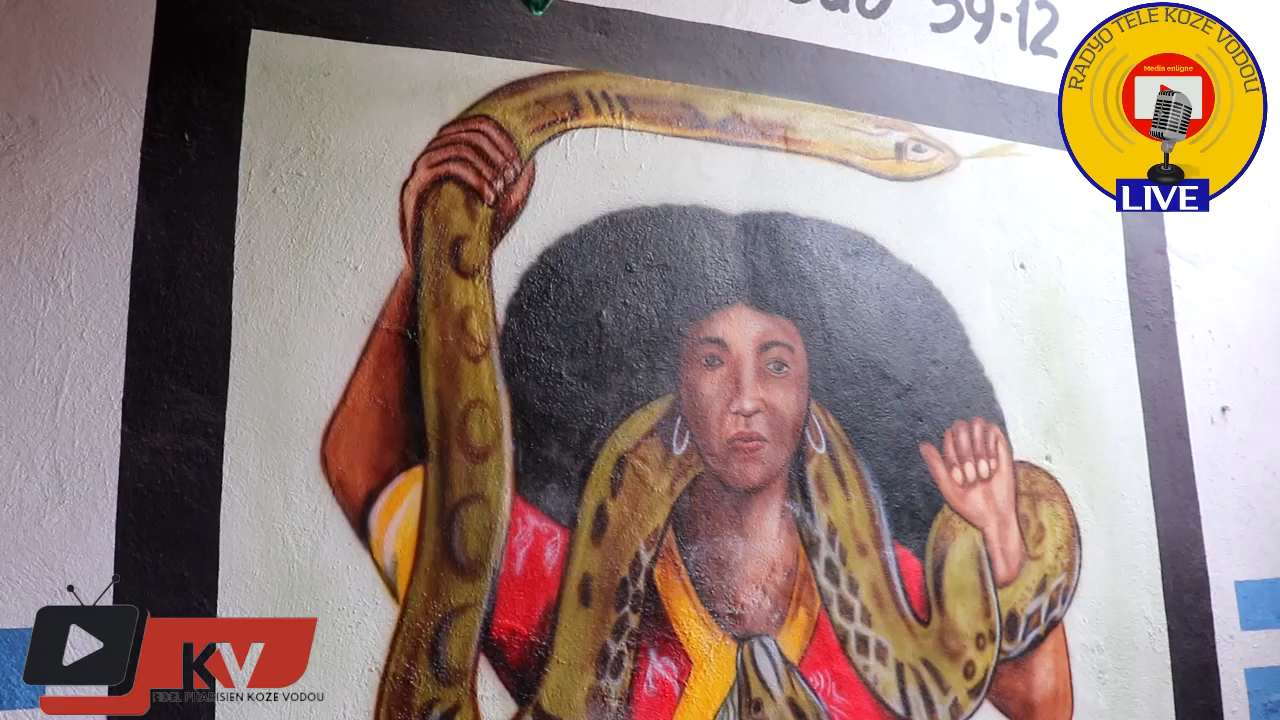 59-12
RADYO TELE KOZE VODOU
Media enligne
LIVE
KV
FIDEL PHARISIEN KOZE VODOU